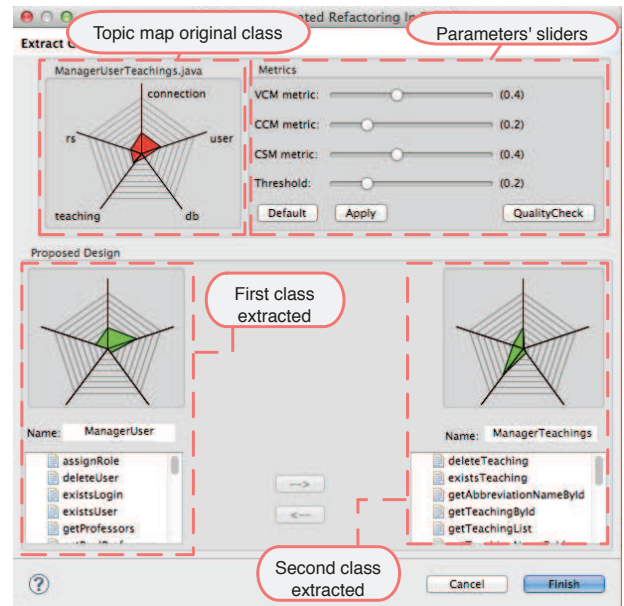 ated Refactoring In
Topic map original class
Parameters' sliders
Extract
ManagerUserTeachings.java
connection
rs
user
teaching
db
Metrics
VCM metric: (0.4)
CCM metric: (0.2)
CSM metric: (0.4)
Threshold: (0.2)
Default Apply QualityCheck
Proposed Design
First class
extracted
Name: ManagerUser
assignRole
deleteUser
existsLogin
existsUser
getProfessors
-->
<--
Name: ManagerTeachings
deleteTeaching
existsTeaching
getAbbreviationNameById
getTeachingById
getTeachingList
Second class
extracted
?
Cancel Finish